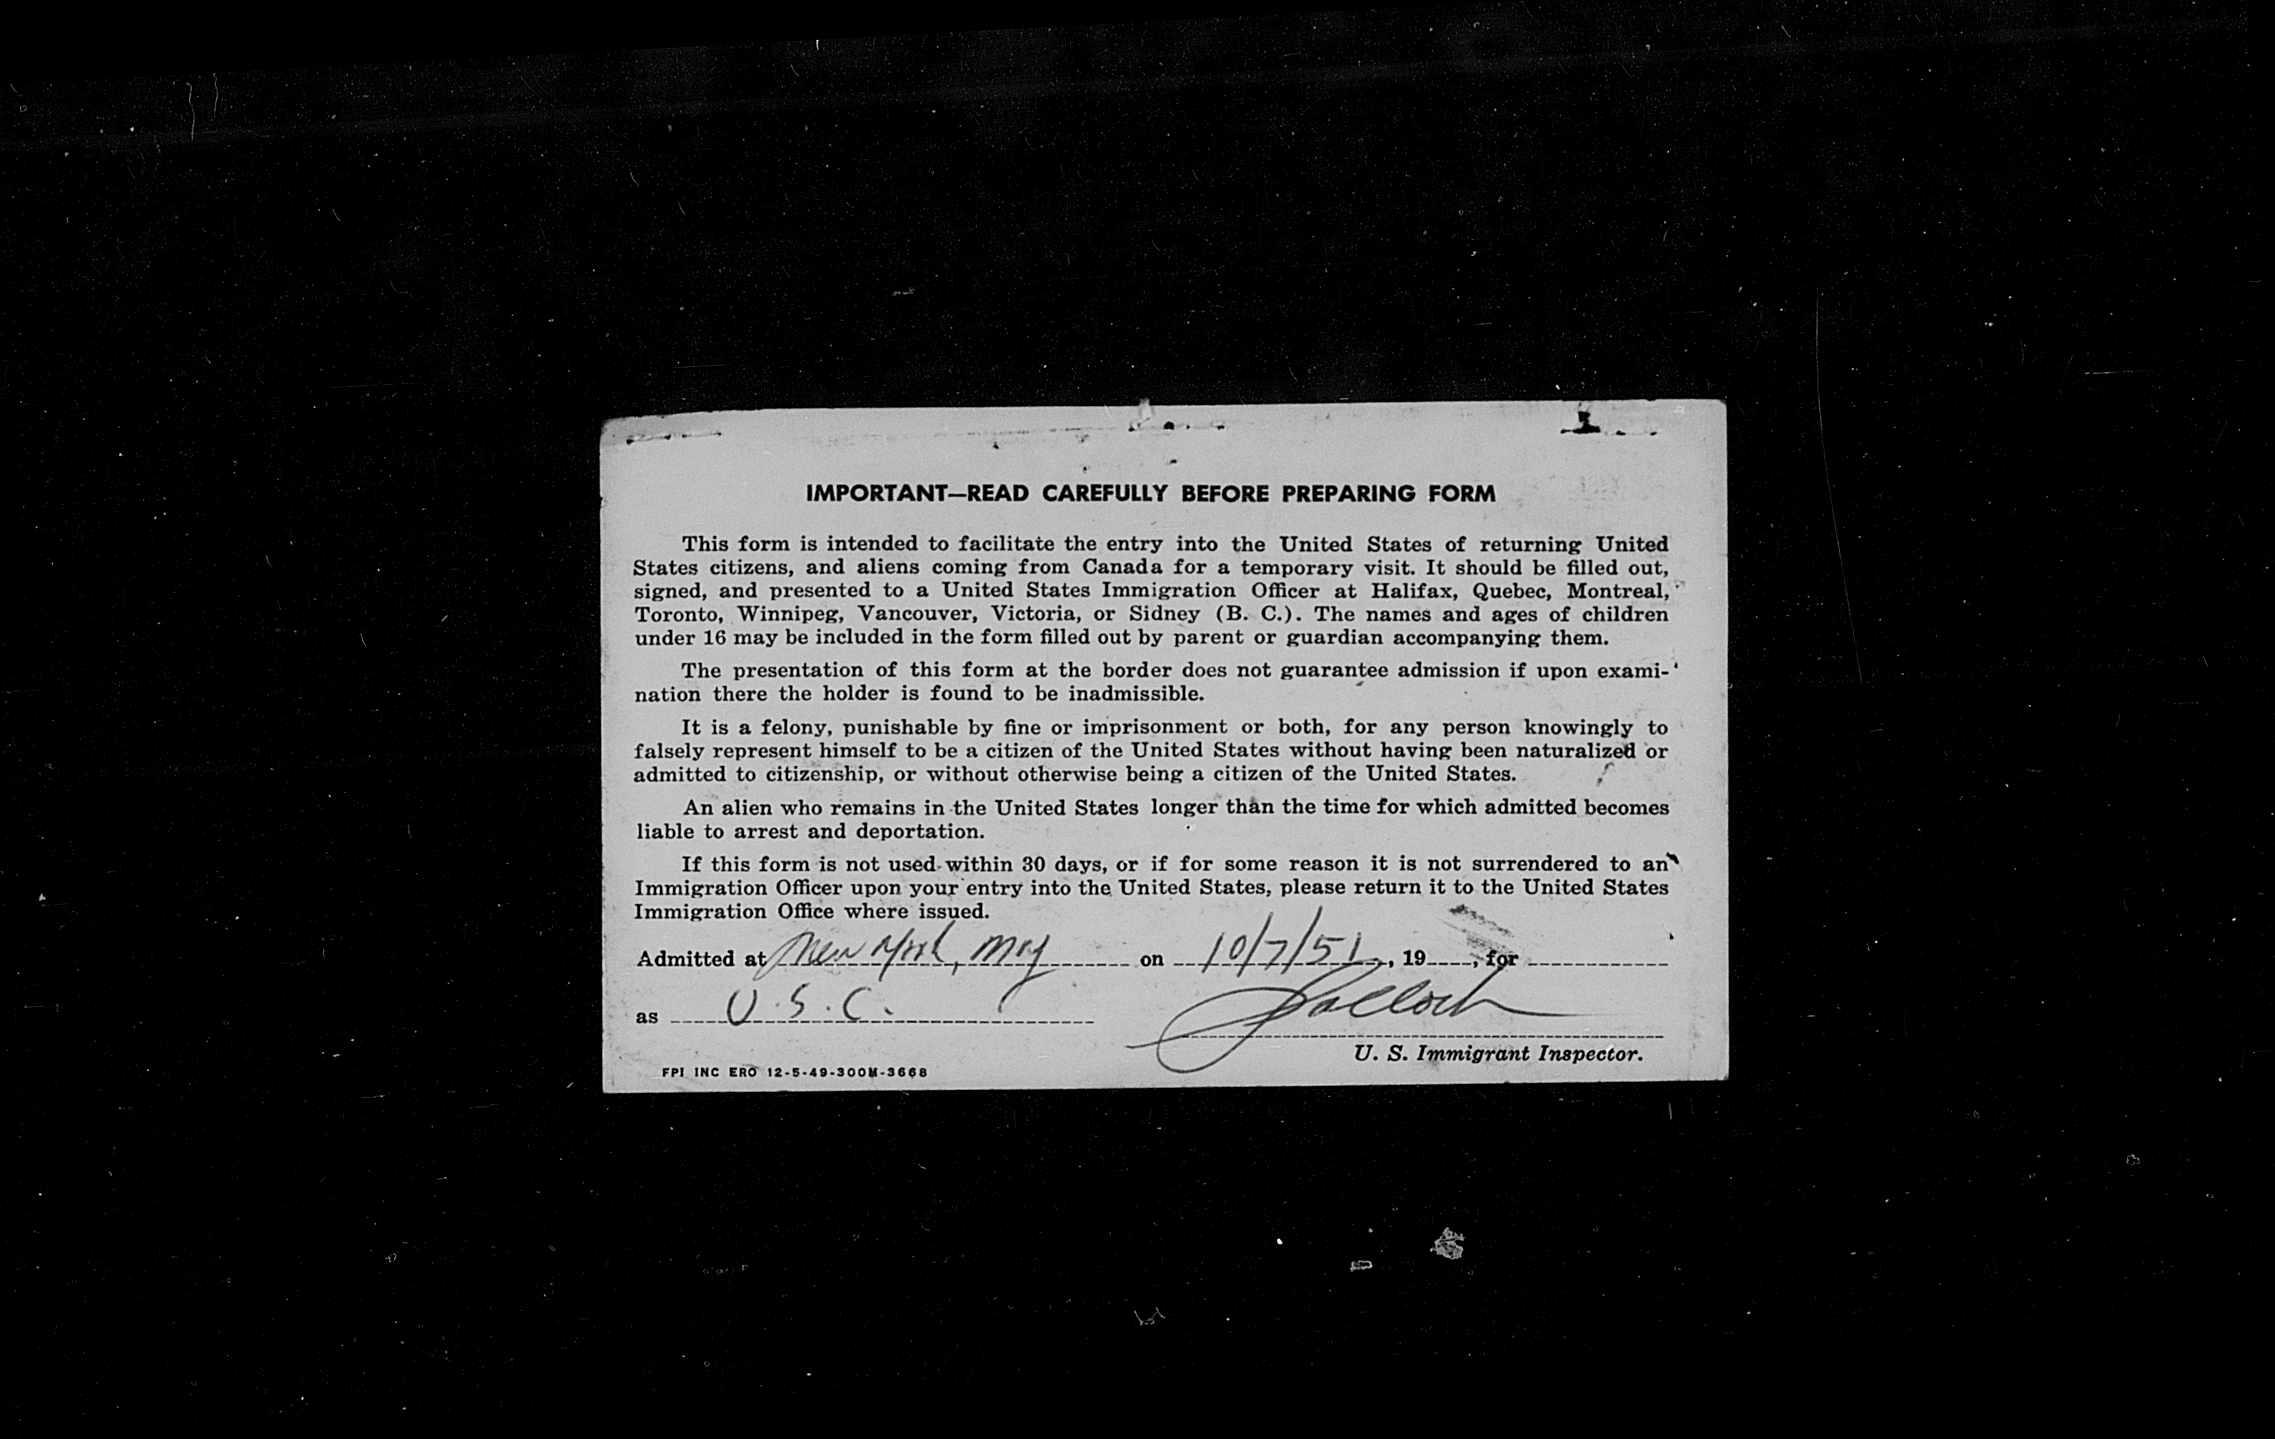 IMPORTANT—READ CAREFULLY BEFORE PREPARING FORM
This form is intended to facilitate the entry into the United States of returning United
States citizens, and aliens coming from Canada for a temporary visit. It should be filled out,
signed, and presented to a United States Immigration Officer at Halifax, Quebec, Montreal,
Toronto, Winnipeg, Vancouver, Victoria, or Sidney (B. C.). The names and ages of children
under 16 may be included in the form filled out by parent or guardian accompanying them.
The presentation of this form at the border does not guarantee admission if upon exami-
nation there the holder is found to be inadmissible.
It is a felony, punishable by fine or imprisonment or both, for any person knowingly to
falsely represent himself to be a citizen of the United States without having been naturalized or
admitted to citizenship, or without otherwise being a citizen of the United States.
An alien who remains in the United States longer than the time for which admitted becomes
liable to arrest and deportation.
If this form is not used within 30 days, or if for some reason it is not surrendered to an
Immigration Officer upon your entry into the United States, please return it to the United States
Immigration Office where issued.
Admitted at New York, NY on 10/7/51, 19____, for
as U.S.C.
U. S. Immigrant Inspector.
FPI INC ERO 12-5-49-300M-3668